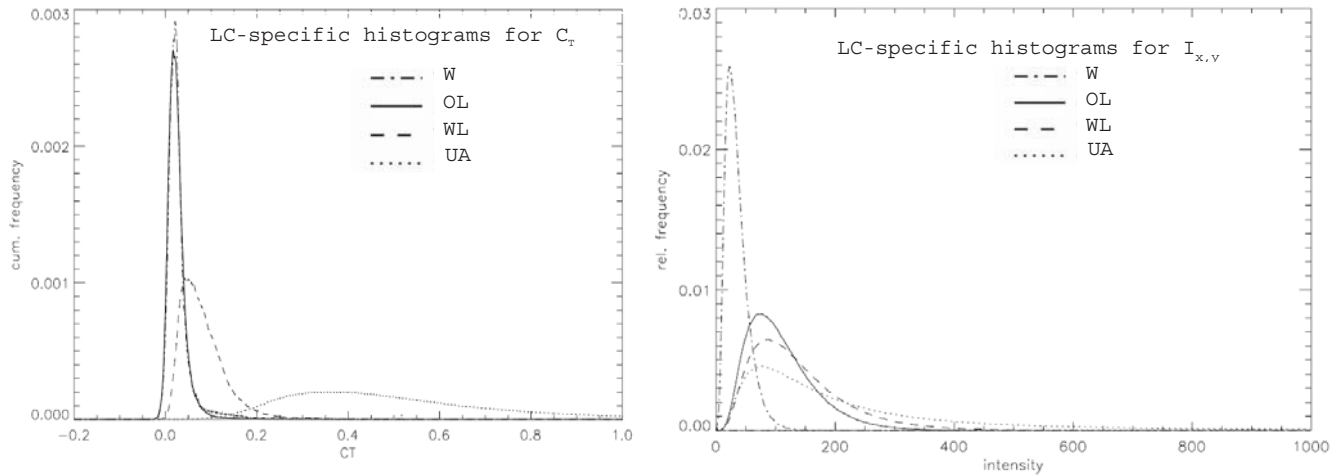 LC-specific histograms for C_T
W
OL
WL
UA
0.003
0.002
0.001
0.000
cum. frequency
-0.2 0.0 0.2 0.4 0.6 0.8 1.0
CT
LC-specific histograms for I_x,y
W
OL
WL
UA
0.03
0.02
0.01
0.00
rel. frequency
0 200 400 600 800 1000
intensity